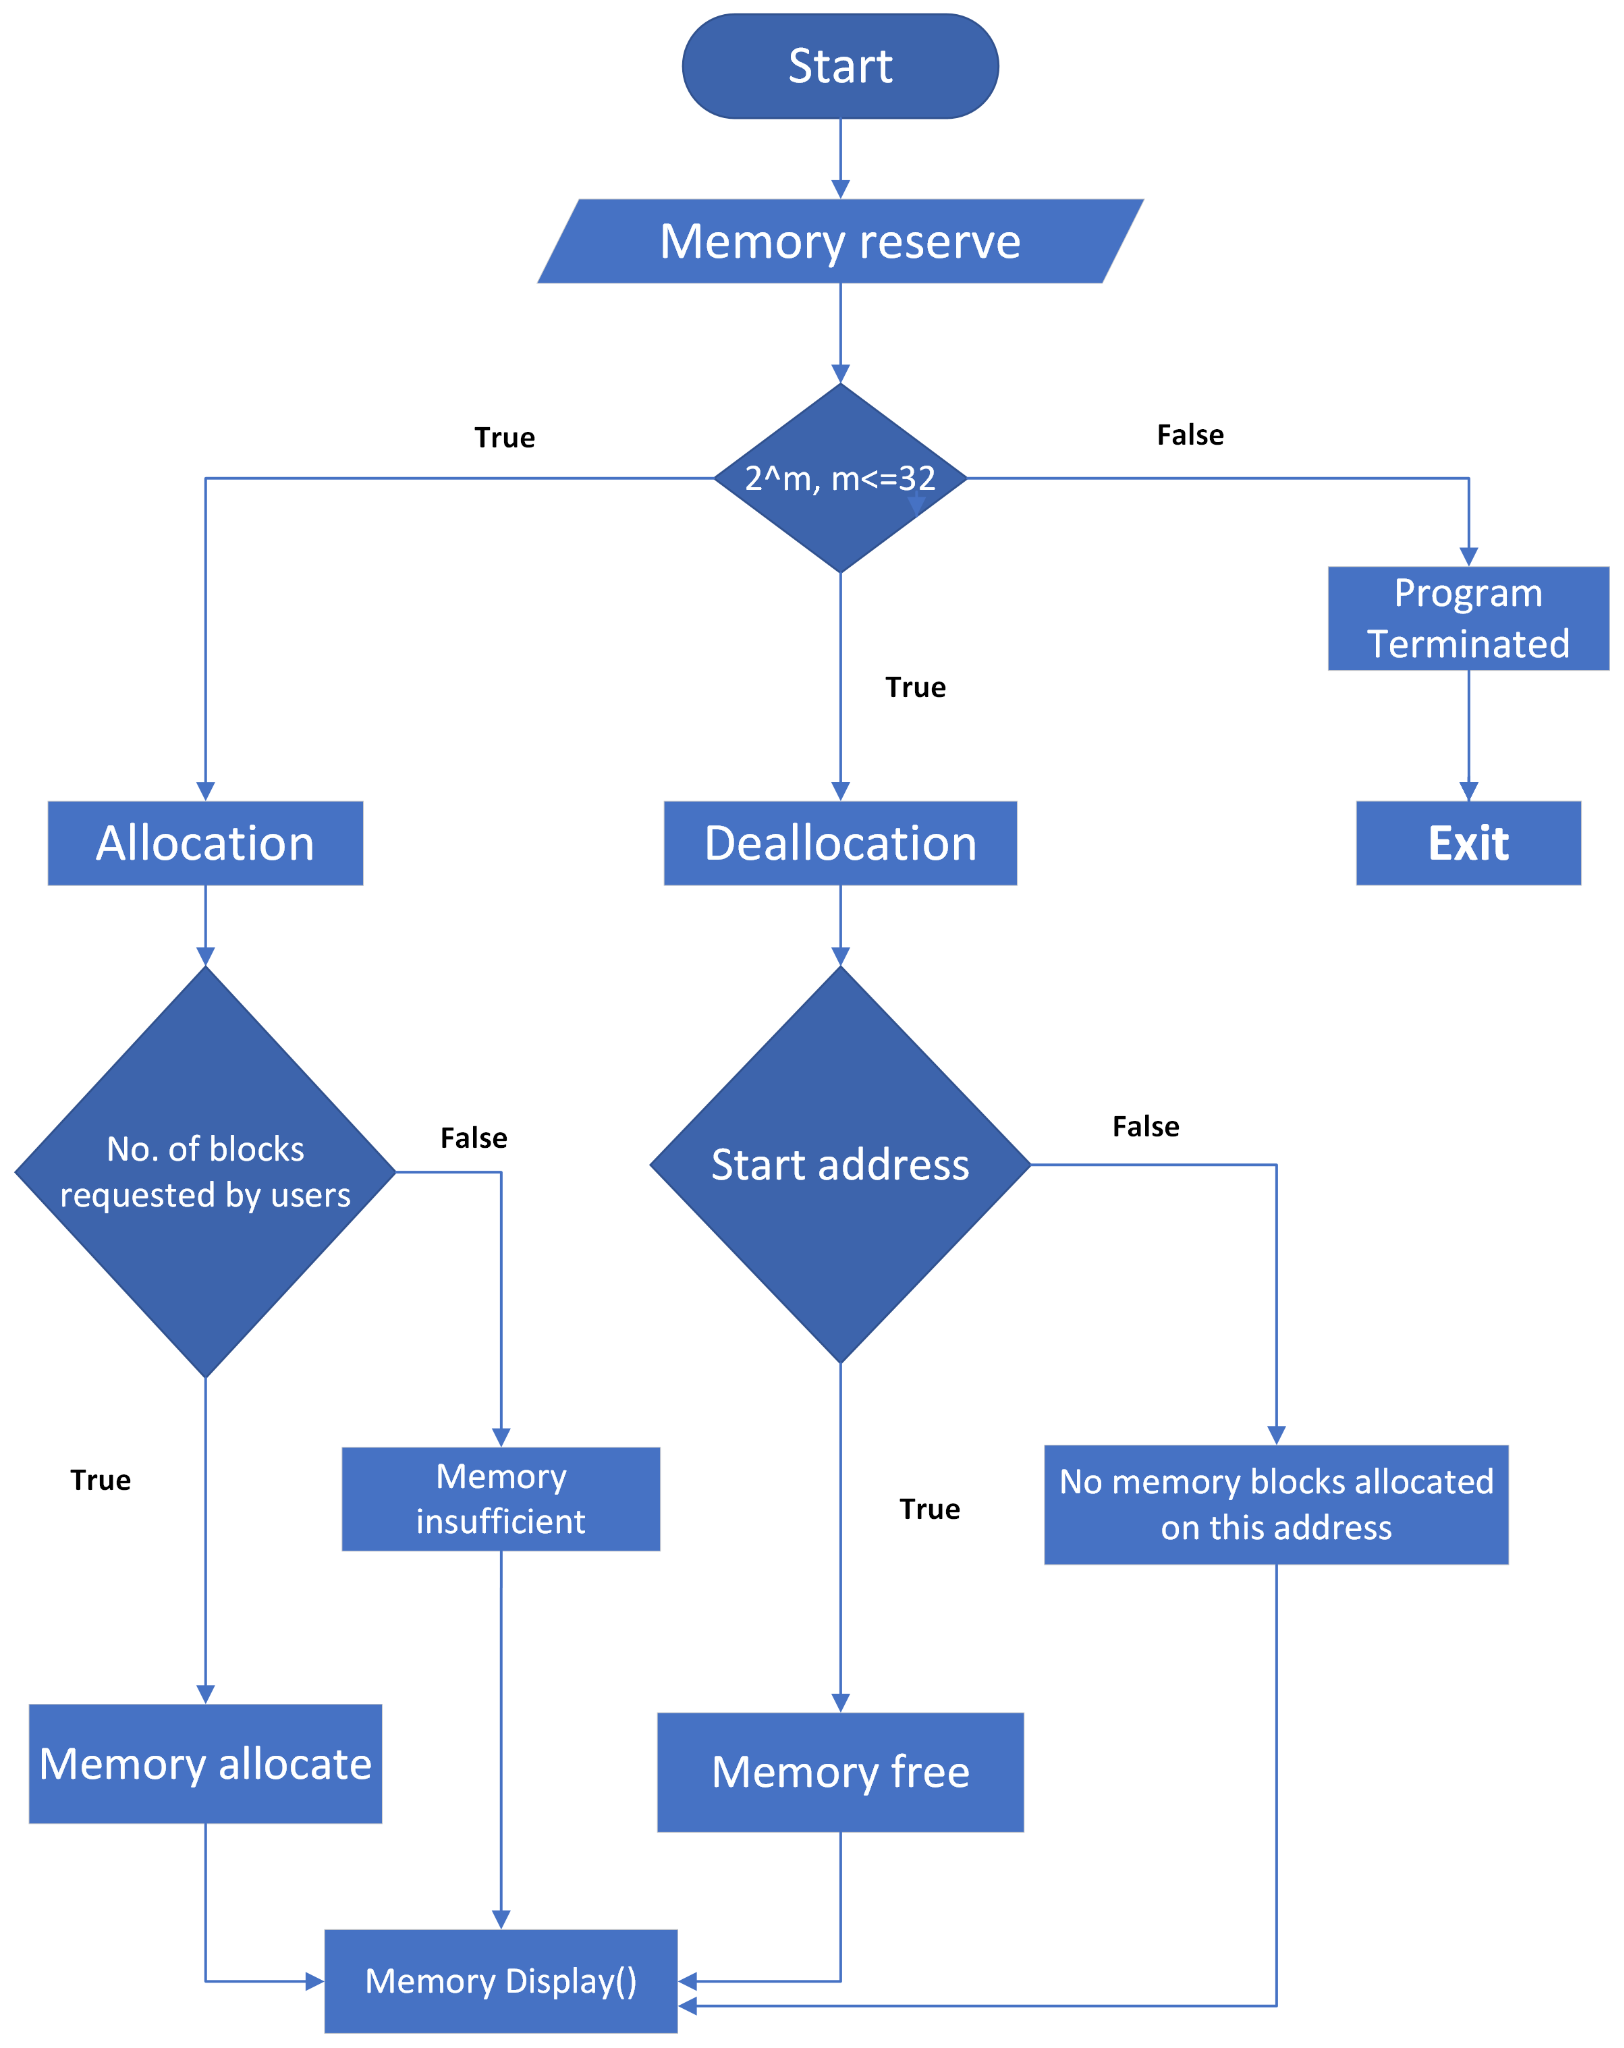 Start
Memory reserve
True
False
2^m, m<=32
Program
Terminated
True
Allocation
Deallocation
Exit
No. of blocks
requested by users
False
Start address
False
True
Memory
insufficient
True
No memory blocks allocated
on this address
Memory allocate
Memory free
Memory Display()